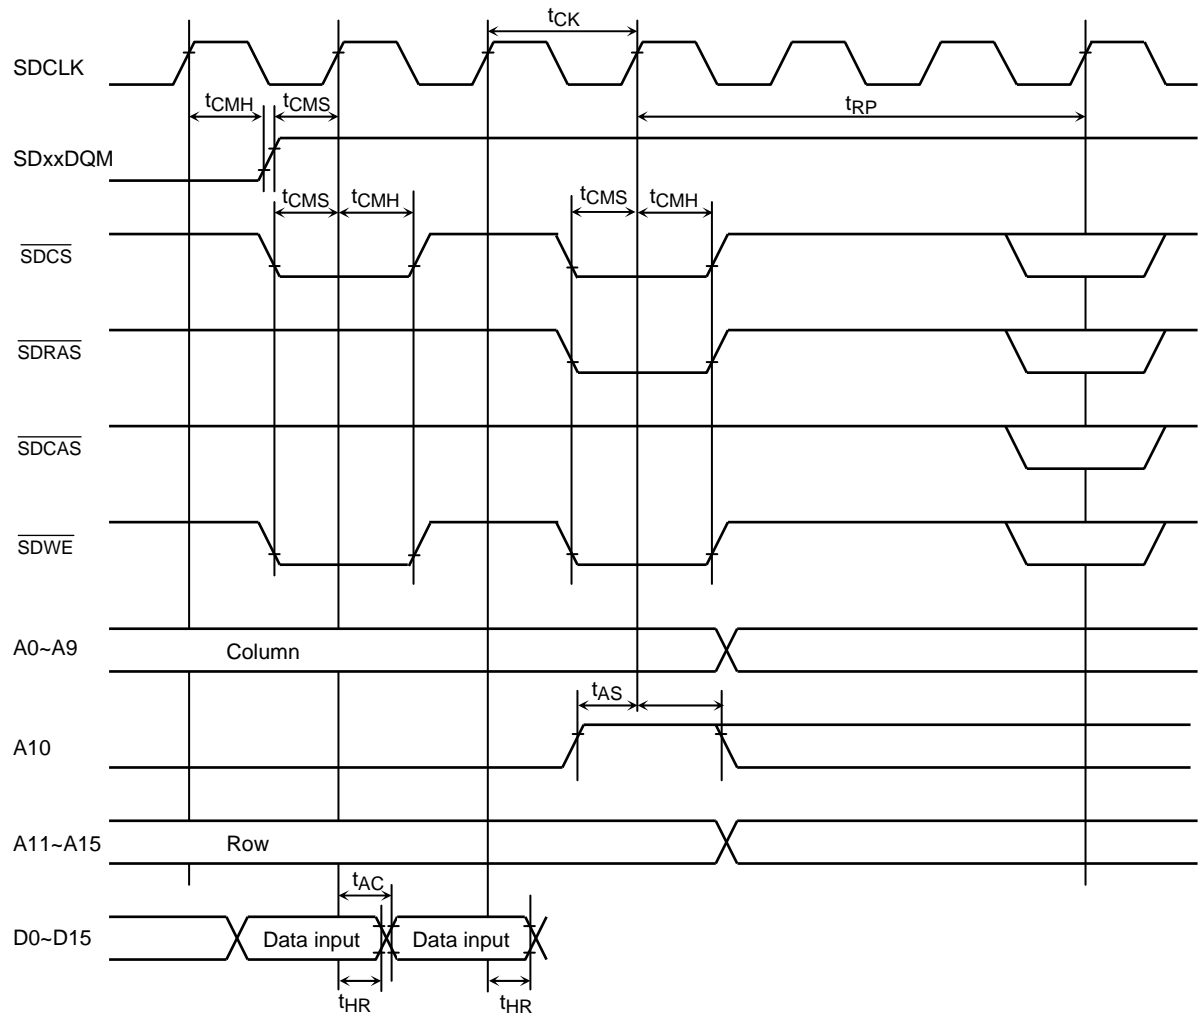 tCK
SDCLK
tCMH tCMS tRP
SDxxDQM
tCMS tCMH tCMS tCMH
SDCS
SDRAS
SDCAS
SDWE
A0~A9 Column
tAS
A10
A11~A15 Row
tAC
D0~D15 Data input Data input
tHR tHR